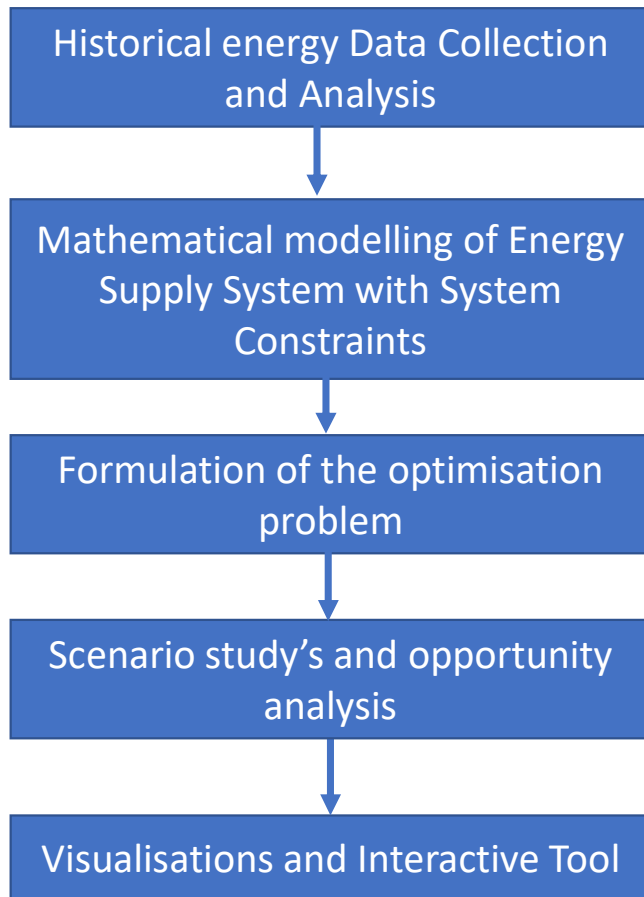 Historical energy Data Collection
and Analysis
Mathematical modelling of Energy
Supply System with System
Constraints
Formulation of the optimisation
problem
Scenario study’s and opportunity
analysis
Visualisations and Interactive Tool